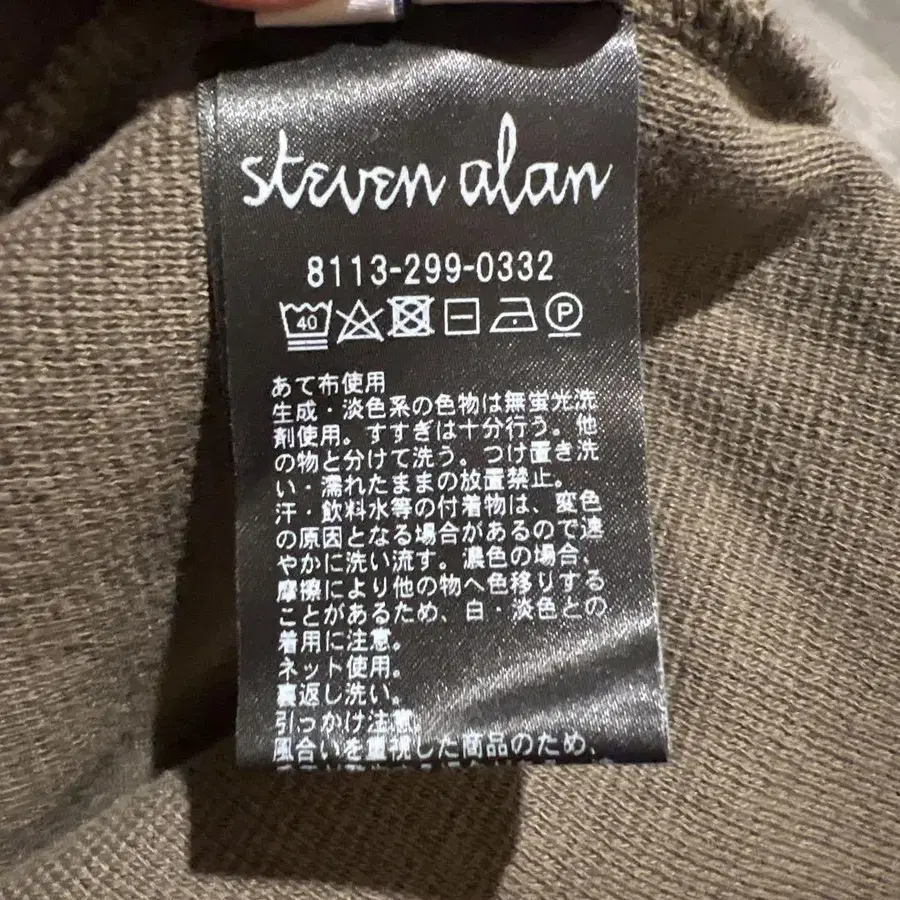 steven alan
8113-299-0332
40
P
あて布使用
生成・淡色系の色物は無蛍光洗
剤使用。すすぎは十分行う。他
の物と分けて洗う。つけ置き洗
い・濡れたままの放置禁止。
汗・飲料水等の付着物は、変色
の原因となる場合があるので速
やかに洗い流す。濃色の場合、
摩擦により他の物へ色移りする
ことがあるため、白・淡色との
着用に注意。
ネット使用。
裏返し洗い。
引っかけ注意。
風合いを重視した商品のため、